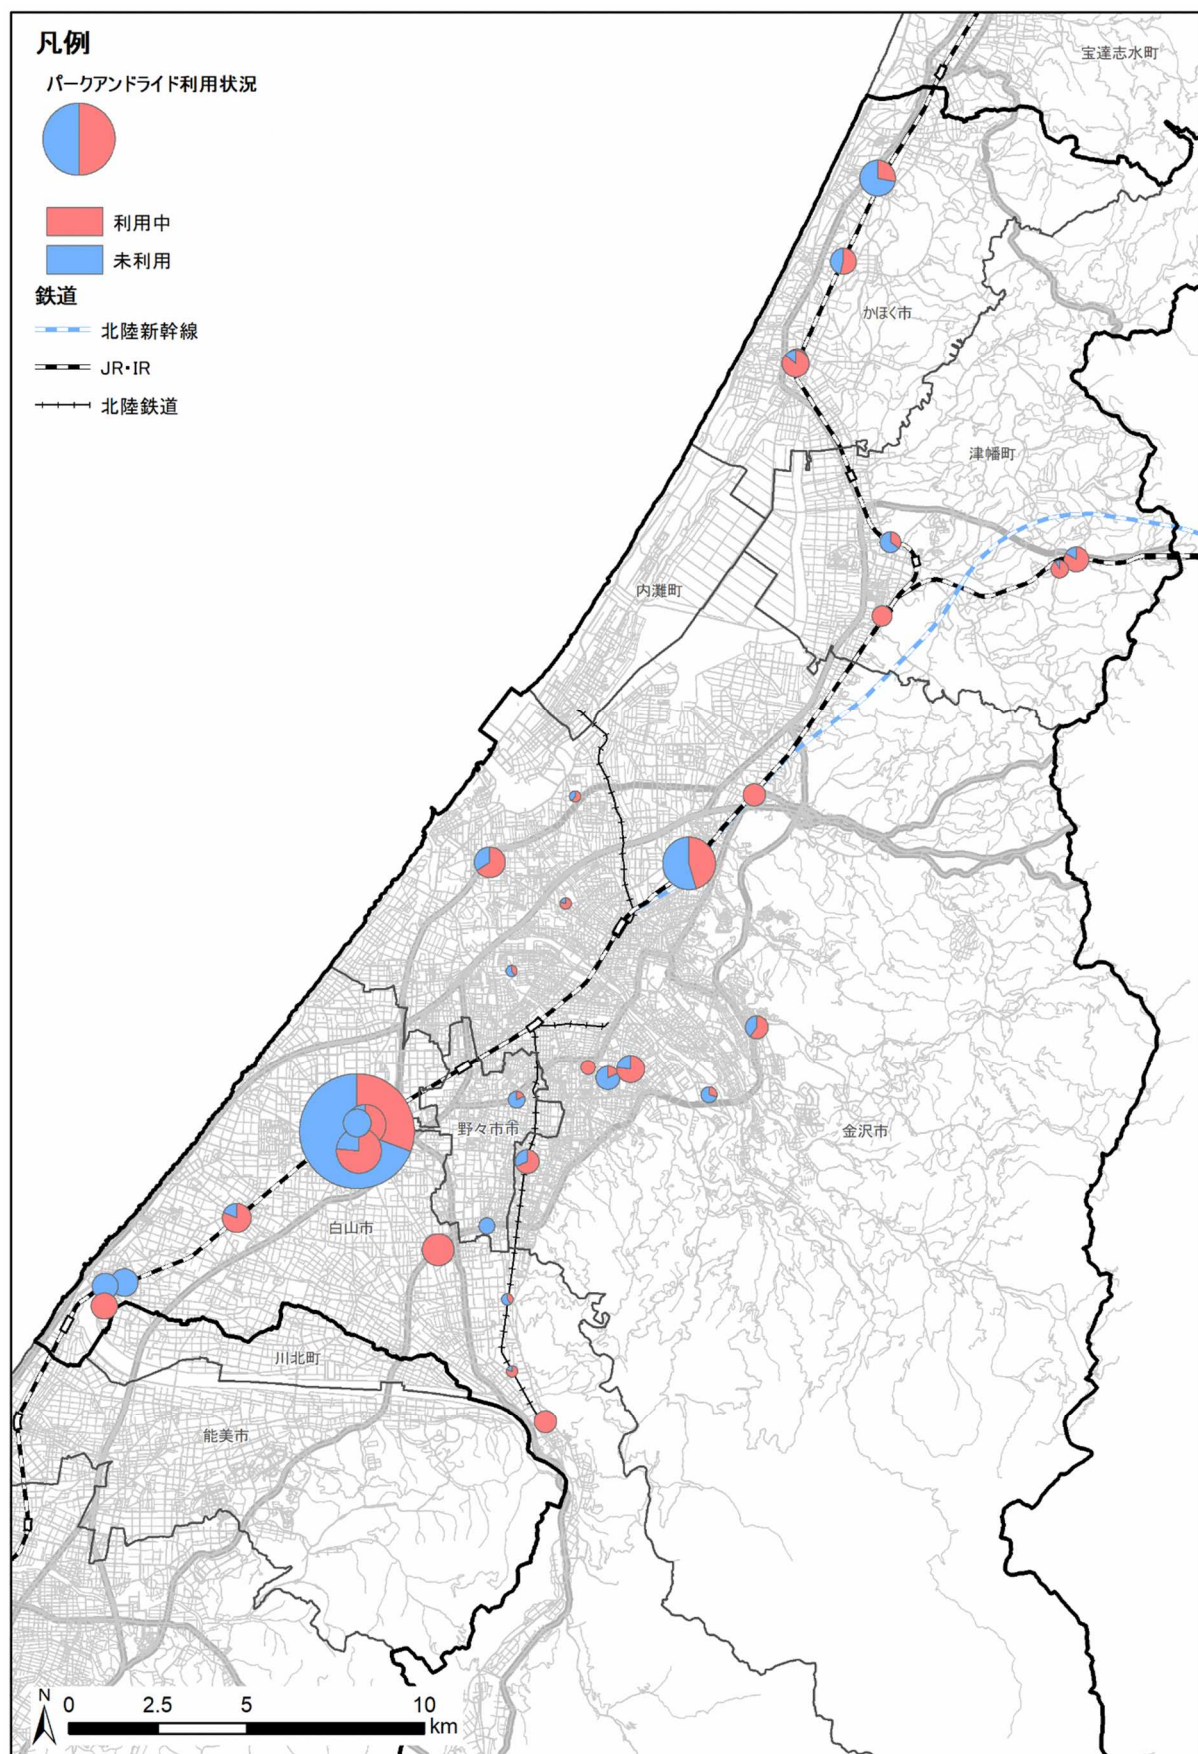 凡例
パークアンドライド利用状況
利用中
未利用
鉄道
北陸新幹線
JR・IR
北陸鉄道
宝達志水町
かほく市
津幡町
内灘町
野々市市
金沢市
白山市
川北町
能美市
N
0 2.5 5 10
km